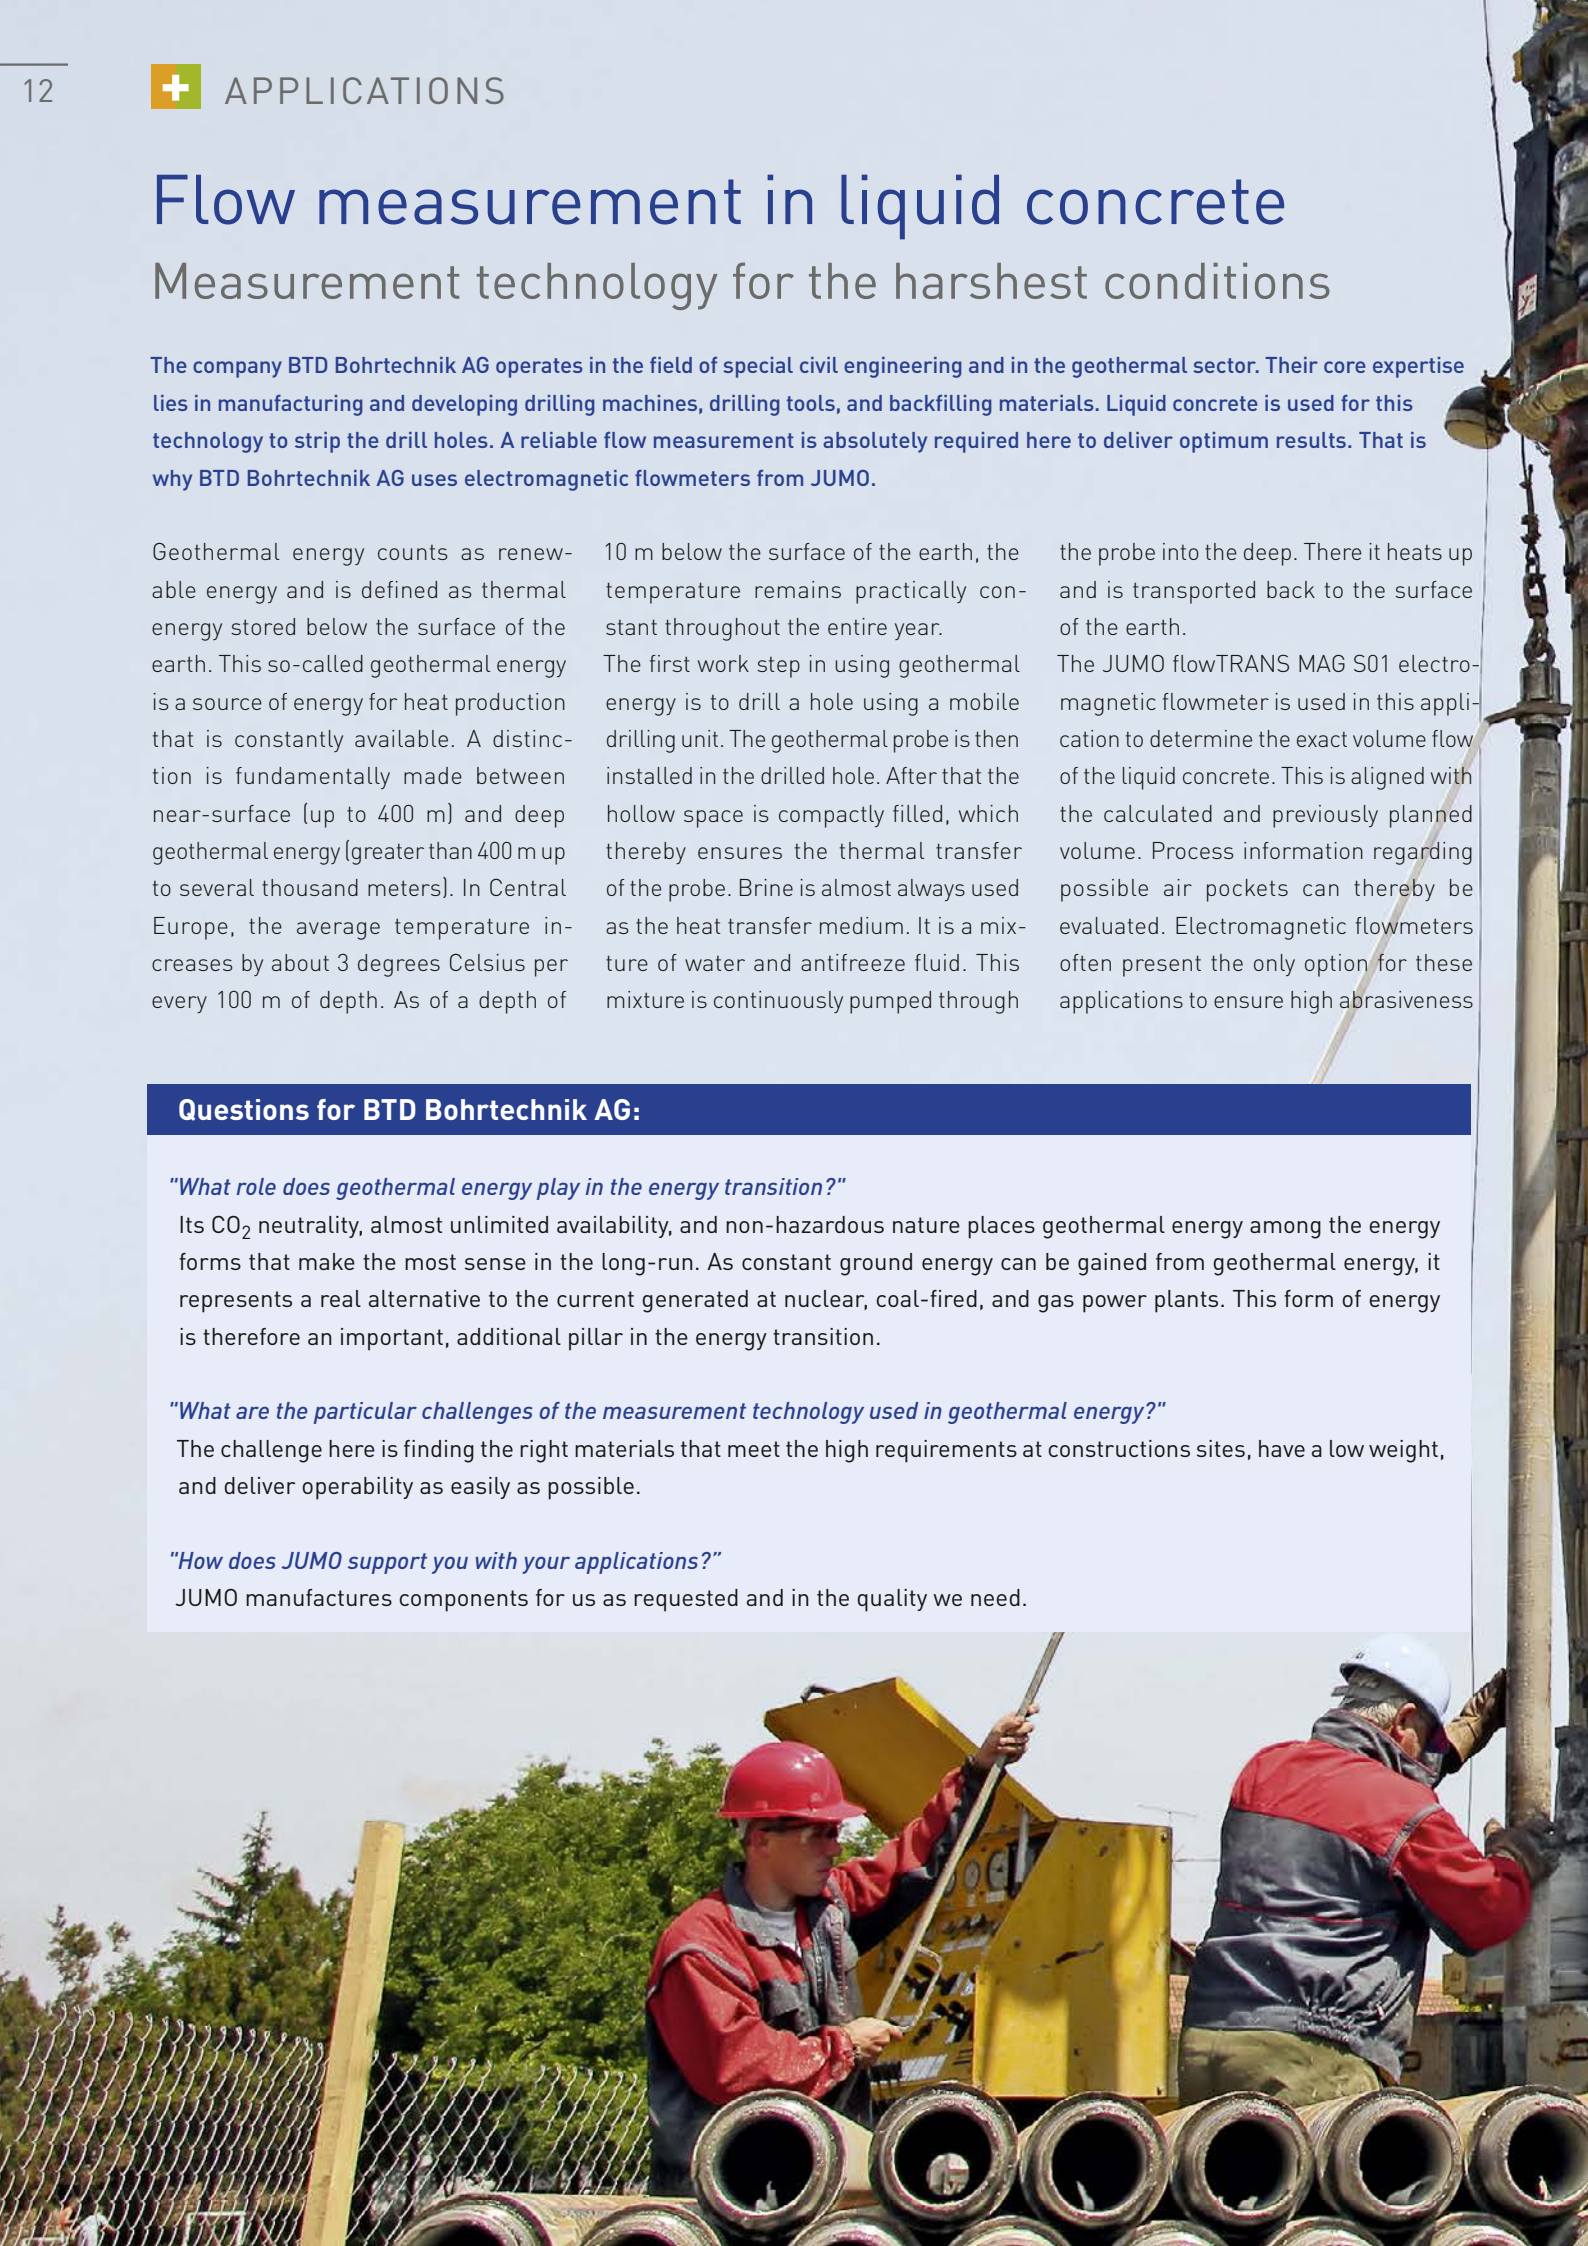 12
APPLICATIONS
Flow measurement in liquid concrete
Measurement technology for the harshest conditions
The company BTD Bohrtechnik AG operates in the field of special civil engineering and in the geothermal sector. Their core expertise
lies in manufacturing and developing drilling machines, drilling tools, and backfilling materials. Liquid concrete is used for this
technology to strip the drill holes. A reliable flow measurement is absolutely required here to deliver optimum results. That is
why BTD Bohrtechnik AG uses electromagnetic flowmeters from JUMO.
Geothermal energy counts as renew-
able energy and is defined as thermal
energy stored below the surface of the
earth. This so-called geothermal energy
is a source of energy for heat production
that is constantly available. A distinc-
tion is fundamentally made between
near-surface (up to 400 m) and deep
geothermal energy (greater than 400 m up
to several thousand meters). In Central
Europe, the average temperature in-
creases by about 3 degrees Celsius per
every 100 m of depth. As of a depth of
10 m below the surface of the earth, the
temperature remains practically con-
stant throughout the entire year.
The first work step in using geothermal
energy is to drill a hole using a mobile
drilling unit. The geothermal probe is then
installed in the drilled hole. After that the
hollow space is compactly filled, which
thereby ensures the thermal transfer
of the probe. Brine is almost always used
as the heat transfer medium. It is a mix-
ture of water and antifreeze fluid. This
mixture is continuously pumped through
the probe into the deep. There it heats up
and is transported back to the surface
of the earth.
The JUMO flowTRANS MAG S01 electro-
magnetic flowmeter is used in this appli-
cation to determine the exact volume flow
of the liquid concrete. This is aligned with
the calculated and previously planned
volume. Process information regarding
possible air pockets can thereby be
evaluated. Electromagnetic flowmeters
often present the only option for these
applications to ensure high abrasiveness
Questions for BTD Bohrtechnik AG:
"What role does geothermal energy play in the energy transition?"
Its CO2 neutrality, almost unlimited availability, and non-hazardous nature places geothermal energy among the energy
forms that make the most sense in the long-run. As constant ground energy can be gained from geothermal energy, it
represents a real alternative to the current generated at nuclear, coal-fired, and gas power plants. This form of energy
is therefore an important, additional pillar in the energy transition.
"What are the particular challenges of the measurement technology used in geothermal energy?"
The challenge here is finding the right materials that meet the high requirements at constructions sites, have a low weight,
and deliver operability as easily as possible.
"How does JUMO support you with your applications?"
JUMO manufactures components for us as requested and in the quality we need.